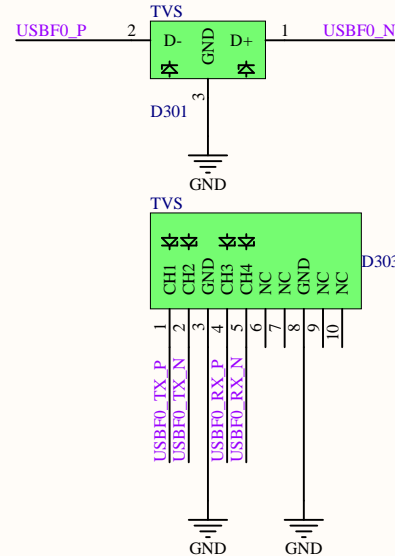 TVS
USBF0_P 2 D- GND D+ 1 USBF0_N
3
D301
GND
TVS
D303
CH1 CH2 GND CH3 CH4 NC NC GND NC NC
1 2 3 4 5 6 7 8 9 10
USBF0_TX_P USBF0_TX_N USBF0_RX_P USBF0_RX_N
GND GND